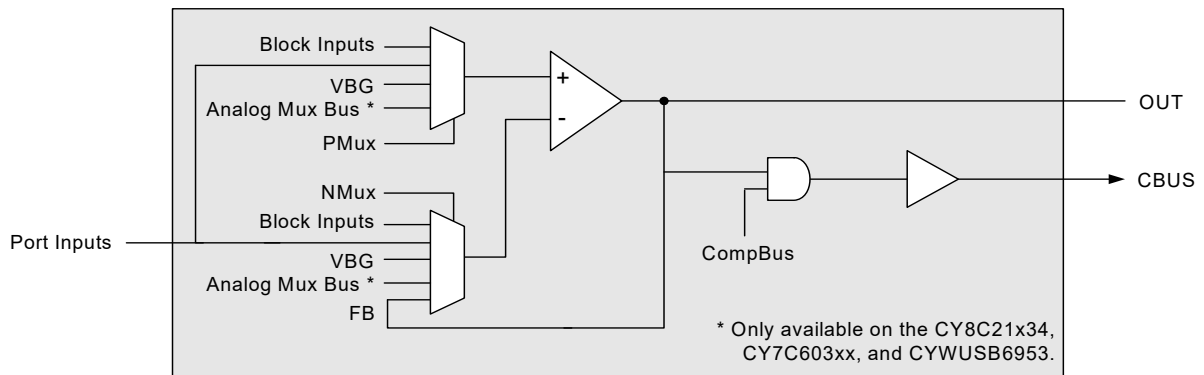 Block Inputs
VBG
Analog Mux Bus *
PMux
+
-
OUT
NMux
Block Inputs
CBUS
Port Inputs
VBG
CompBus
Analog Mux Bus *
FB
* Only available on the CY8C21x34,
CY7C603xx, and CYWUSB6953.